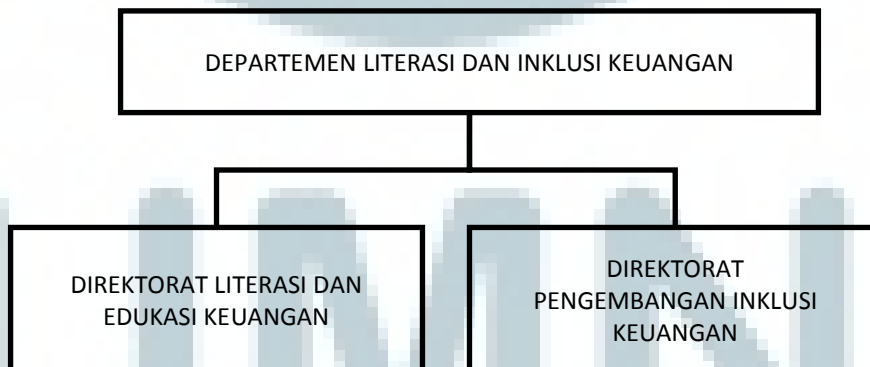 DEPARTEMEN LITERASI DAN INKLUSI KEUANGAN
DIREKTORAT LITERASI DAN
EDUKASI KEUANGAN
DIREKTORAT
PENGEMBANGAN INKLUSI
KEUANGAN